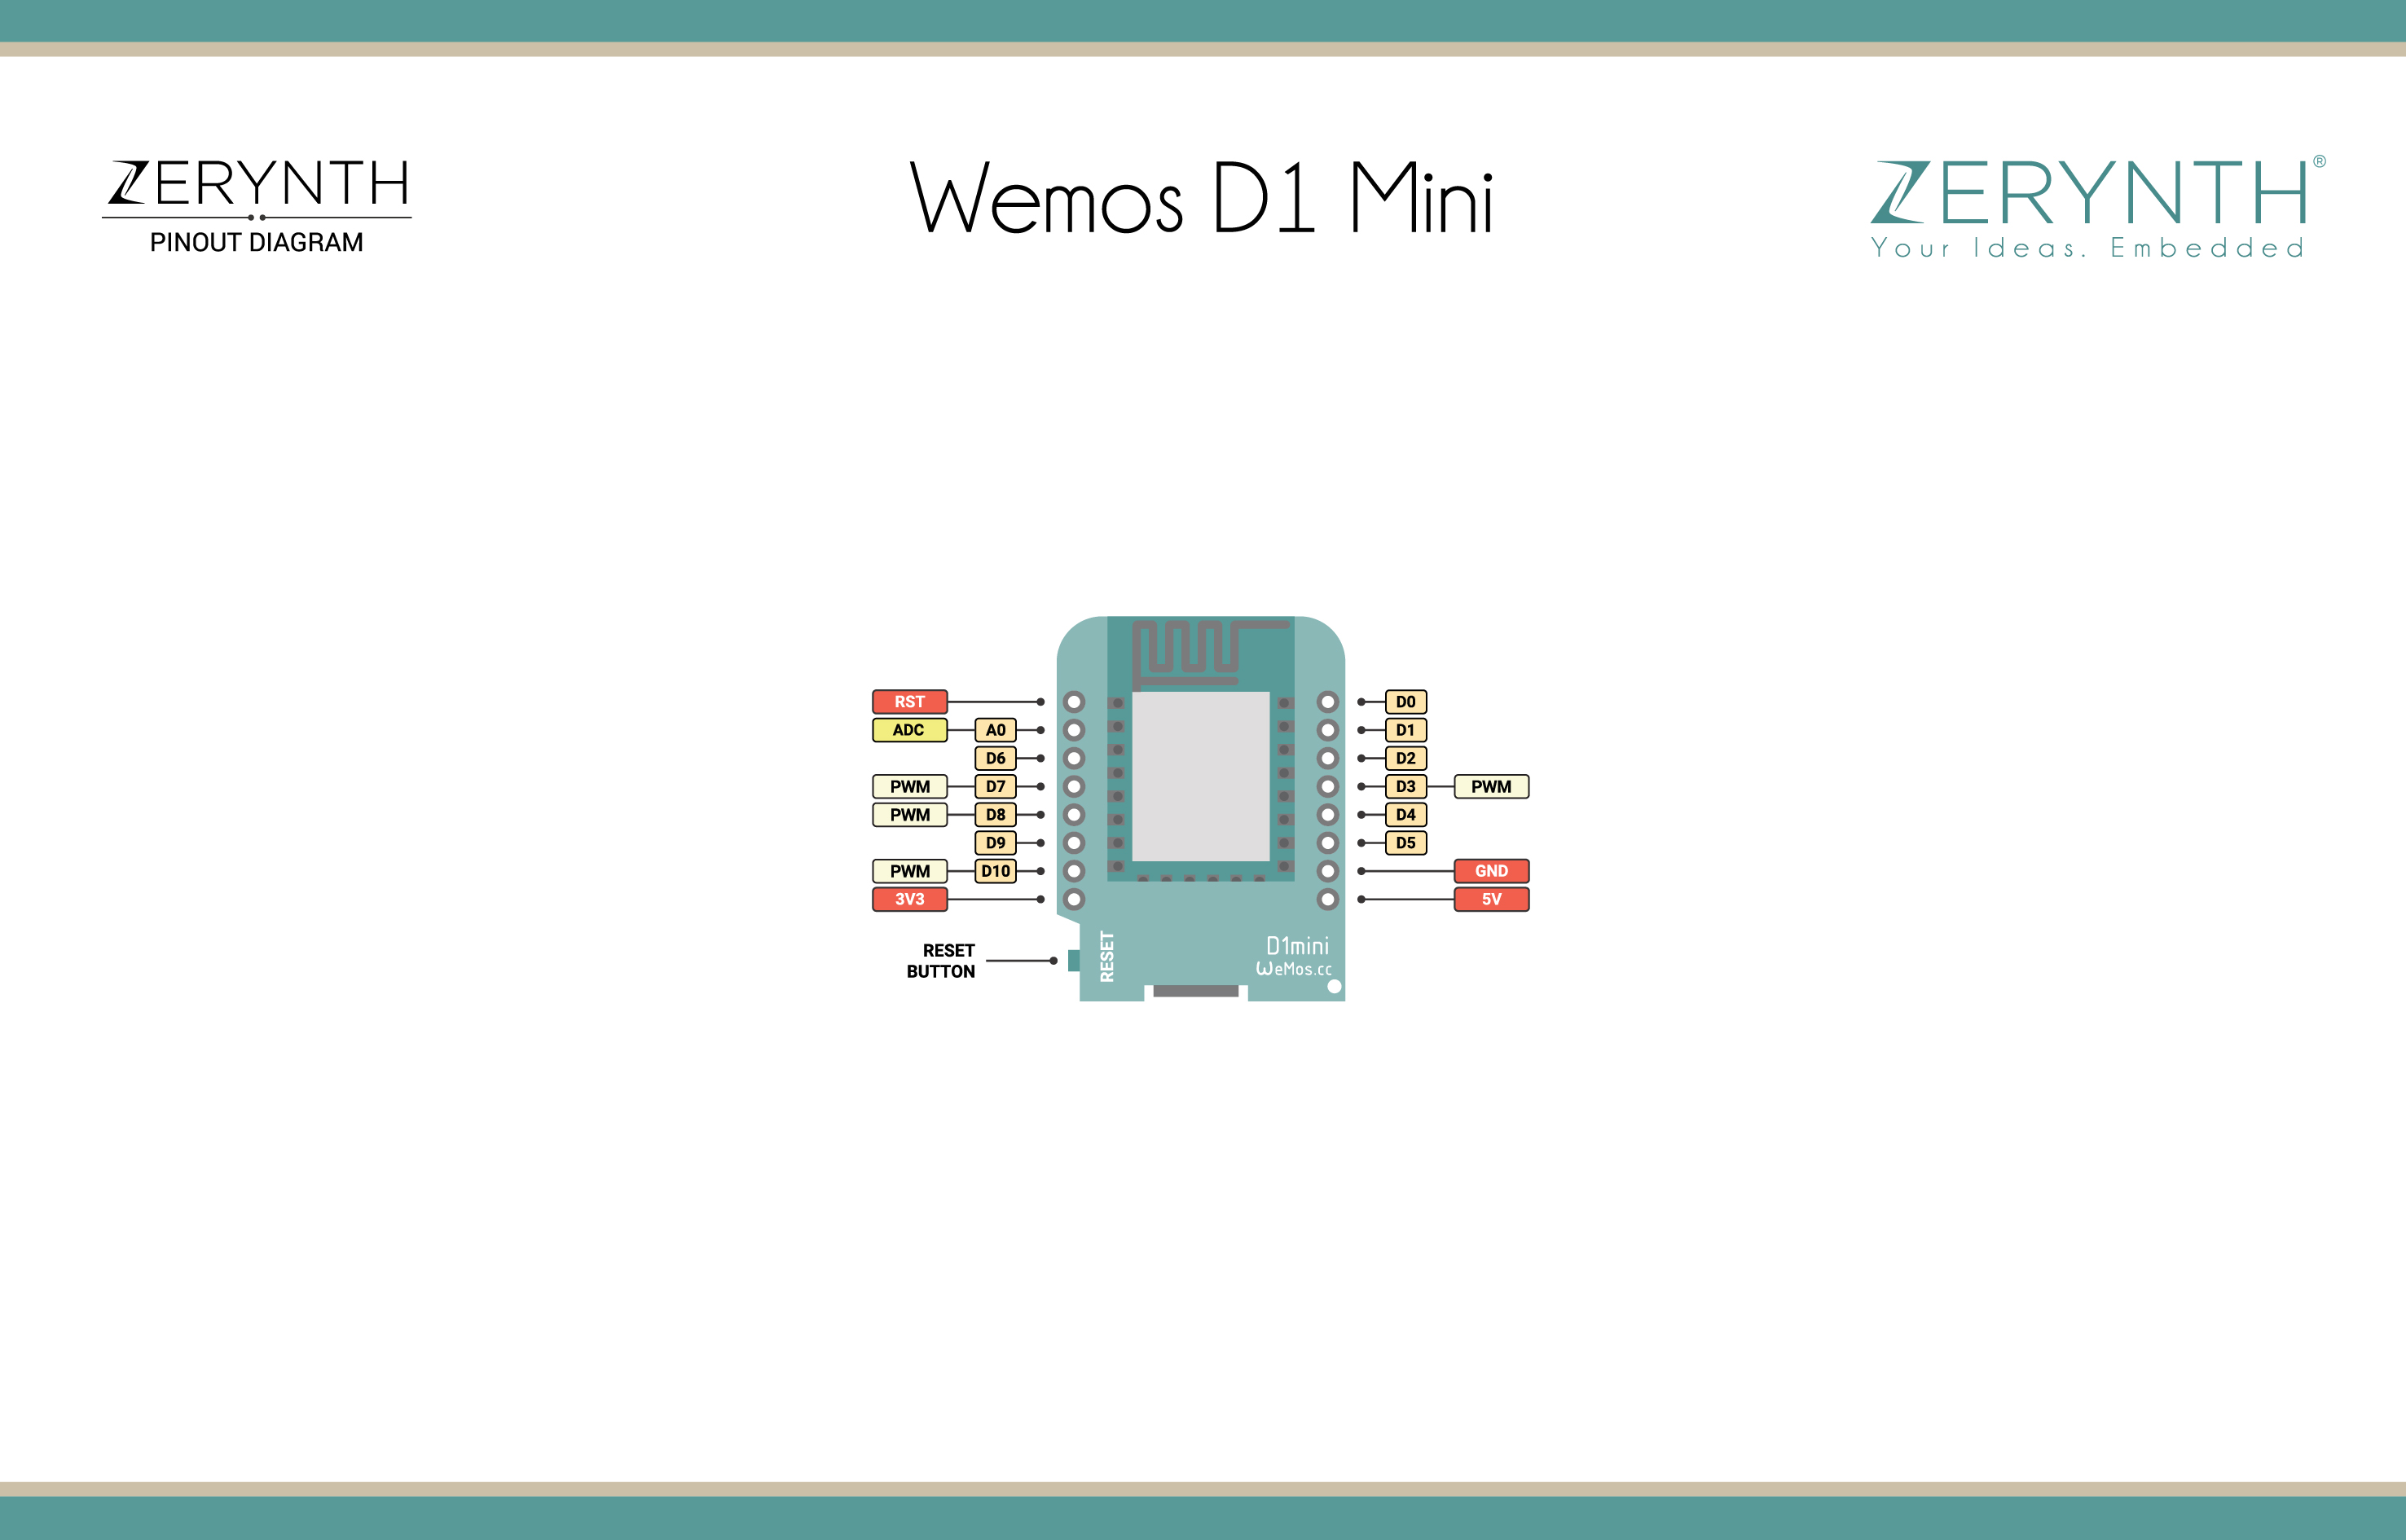 ZERYNTH
PINOUT DIAGRAM
Wemos D1 Mini
ZERYNTH®
Your Ideas. Embedded
RST
ADC A0
D6
PWM D7
PWM D8
D9
PWM D10
3V3
RESET
BUTTON
RESET
D1mini
WeMos.cc
D0
D1
D2
D3 PWM
D4
D5
GND
5V